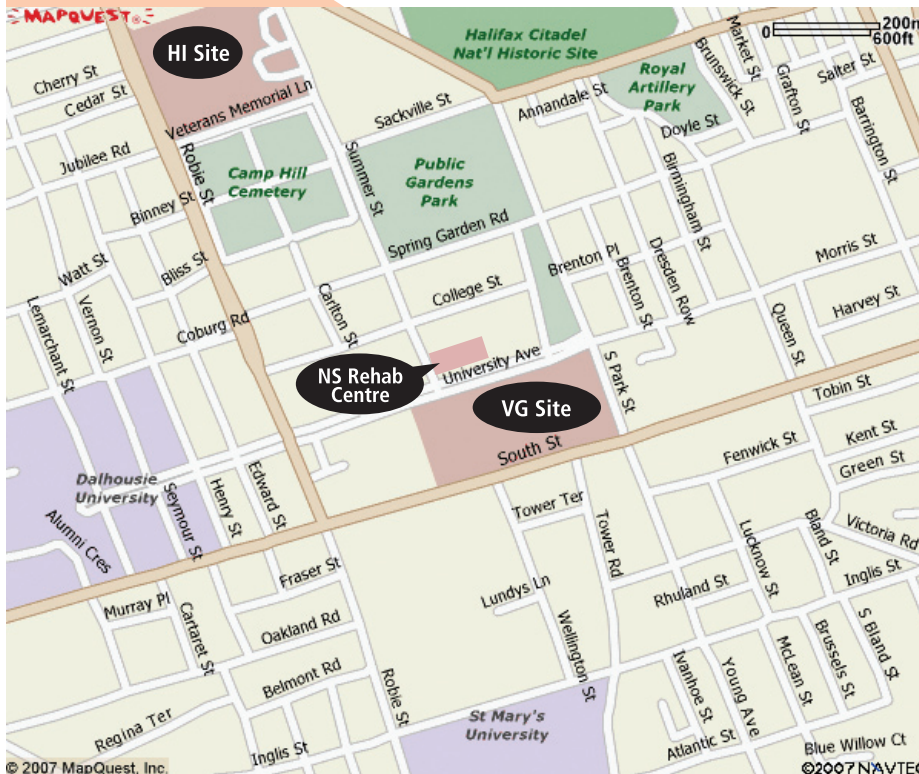 MAPQUEST®
HI Site
Halifax Citadel
Nat'l Historic Site
0 200m
600ft
Cherry St
Cedar St
Veterans Memorial Ln
Sackville St
Annandale St
Royal
Artillery
Park
Doyle St
Brunswick St
Market St
Grafton St
Salter St
Barrington St
Jubilee Rd
Robie St
Camp Hill
Cemetery
Summer St
Public
Gardens
Park
Birmingham St
Binney St
Spring Garden Rd
Watt St
Bliss St
Brenton Pl
Brenton St
Dresden Row
Morris St
Lemarchant St
Vernon St
Coburg Rd
Carlton St
College St
Queen St
Harvey St
NS Rehab
Centre
University Ave
VG Site
S Park St
Tobin St
South St
Fenwick St
Kent St
Green St
Dalhousie
University
Seymour St
Henry St
Edward St
Alumni Cres
Tower Ter
Tower Rd
Lucknow St
Bland St
Victoria Rd
Fraser St
Murray Pl
Lundys Ln
Rhuland St
Inglis St
Cartaret St
Oakland Rd
Wellington St
Belmont Rd
Robie St
Ivanhoe St
Young Ave
McLean St
Brussels St
S Bland St
Regina Ter
St Mary's
University
Inglis St
Atlantic St
Blue Willow Ct
© 2007 MapQuest, Inc.
©2007 NAVTEQ